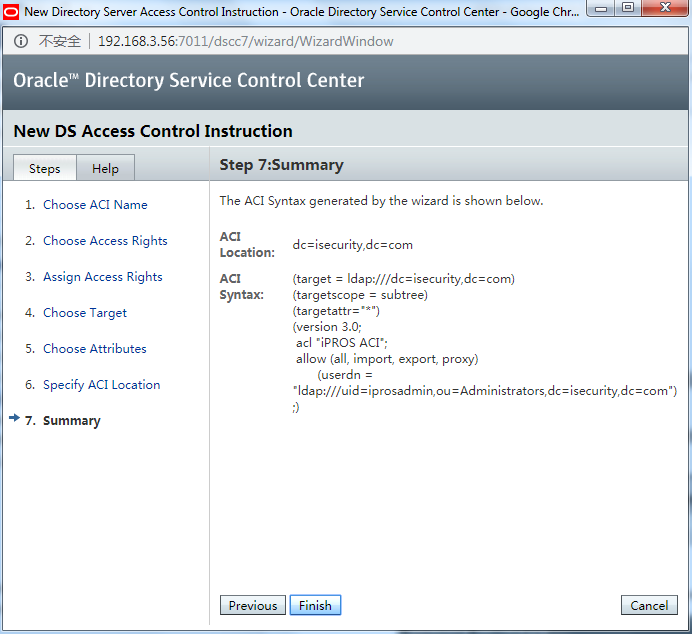 New Directory Server Access Control Instruction - Oracle Directory Service Control Center - Google Chr...
不安全 | 192.168.3.56:7011/dscc7/wizard/WizardWindow
Oracle™ Directory Service Control Center
New DS Access Control Instruction
Steps
Help
1. Choose ACI Name
2. Choose Access Rights
3. Assign Access Rights
4. Choose Target
5. Choose Attributes
6. Specify ACI Location
7. Summary
Step 7:Summary
The ACI Syntax generated by the wizard is shown below.
ACI
Location:
dc=isecurity,dc=com
ACI
Syntax:
(target = ldap:///dc=isecurity,dc=com)
(targetscope = subtree)
(targetattr="*")
(version 3.0;
acl "iPROS ACI";
allow (all, import, export, proxy)
(userdn =
"ldap:///uid=iprosadmin,ou=Administrators,dc=isecurity,dc=com")
;)
Previous
Finish
Cancel